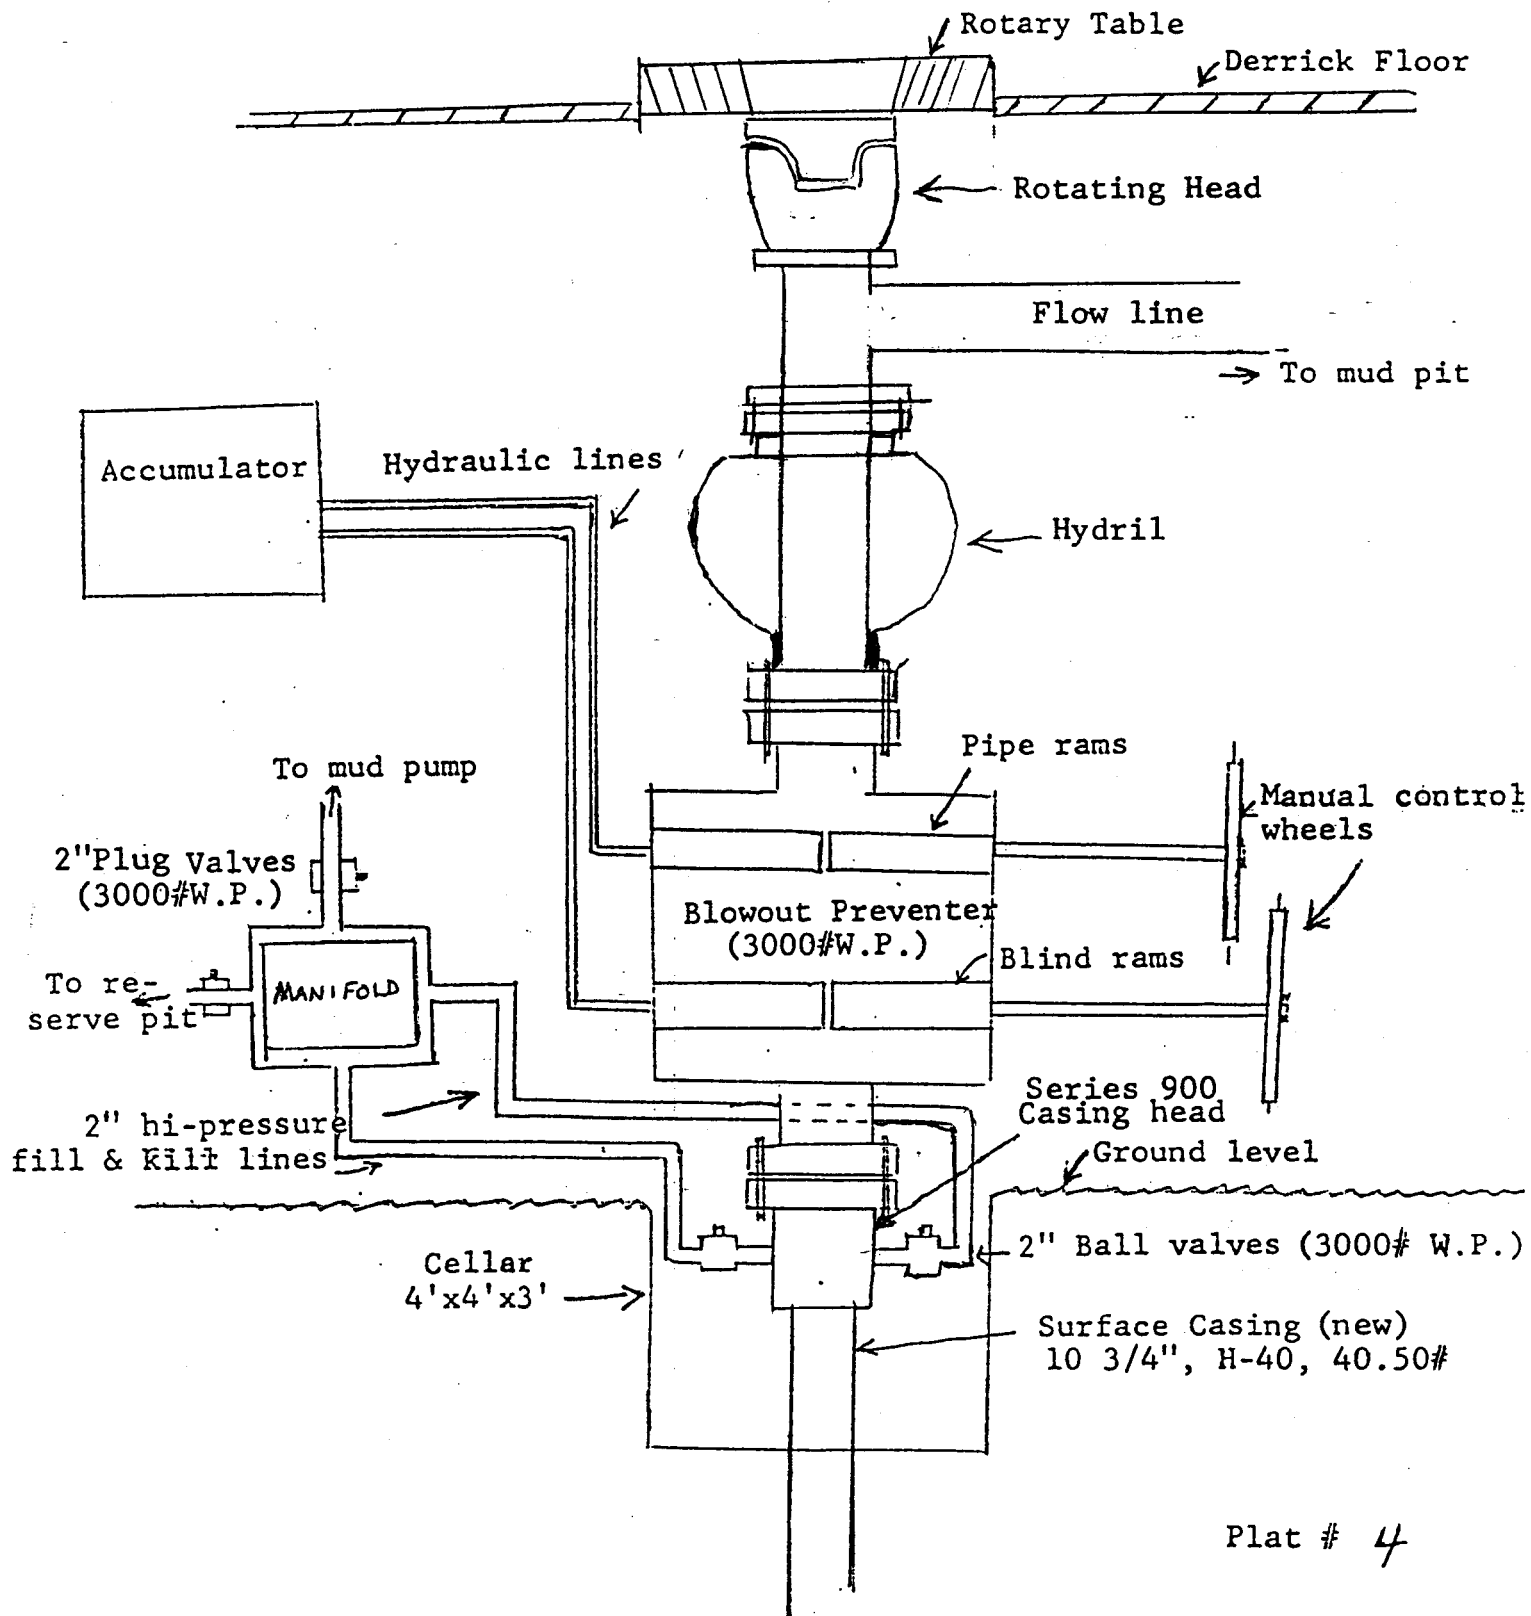 Rotary Table
Derrick Floor
Rotating Head
Flow line
To mud pit
Accumulator
Hydraulic lines
Hydril
Pipe rams
To mud pump
Manual control
wheels
2"Plug Valves
(3000#W.P.)
Blowout Preventer
(3000#W.P.)
Blind rams
To re-
serve pit
MANIFOLD
Series 900
Casing head
2" hi-pressure
fill & kill lines
Ground level
2" Ball valves (3000# W.P.)
Cellar
4'x4'x3'
Surface Casing (new)
10 3/4", H-40, 40.50#
Plat # 4